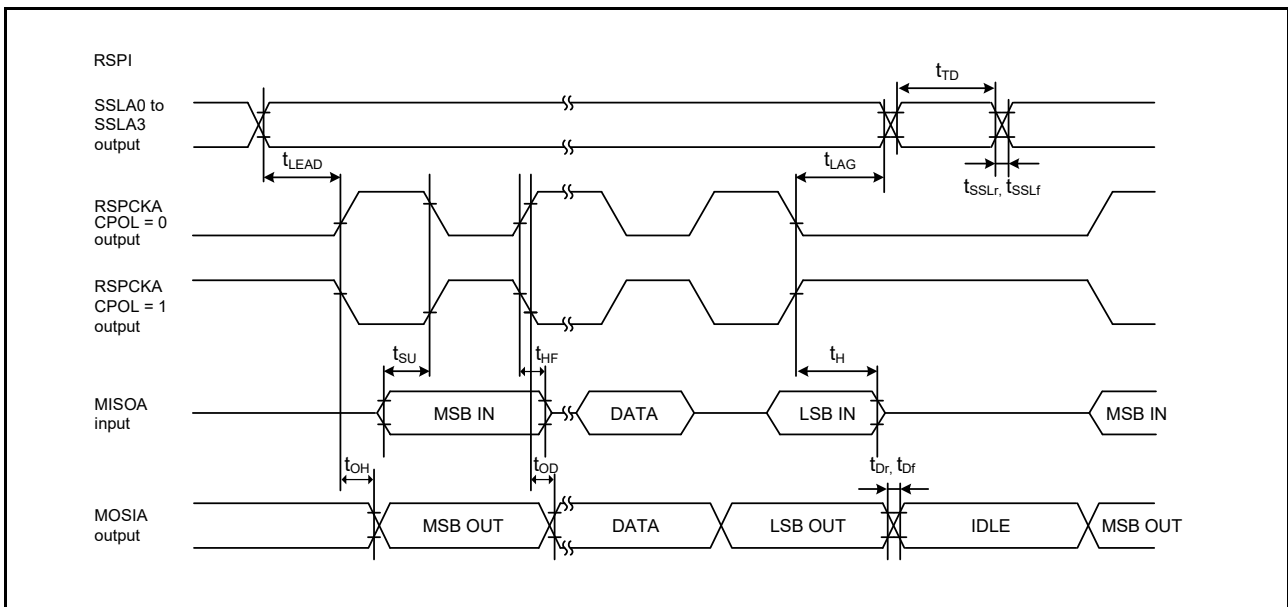 RSPI
t_TD
SSLA0 to
SSLA3
output
t_LEAD
t_LAG
t_SSLr, t_SSLf
RSPCKA
CPOL = 0
output
RSPCKA
CPOL = 1
output
t_SU
t_HF
t_H
MISOA
input
MSB IN
DATA
LSB IN
MSB IN
t_OH
t_OD
t_Dr, t_Df
MOSIA
output
MSB OUT
DATA
LSB OUT
IDLE
MSB OUT